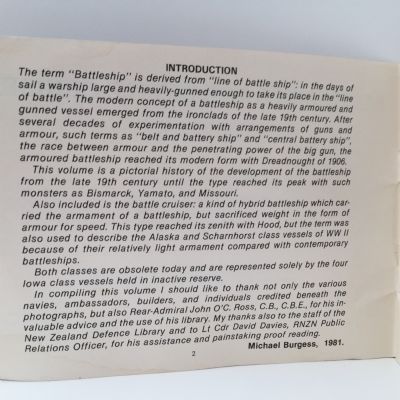 INTRODUCTION
The term "Battleship" is derived from "line of battle ship": in the days of
sail a warship large and heavily-gunned enough to take its place in the "line
of battle". The modern concept of a battleship as a heavily armoured and
gunned vessel emerged from the ironclads of the late 19th century. After
several decades of experimentation with arrangements of guns and
armour, such terms as "belt and battery ship" and "central battery ship",
the race between armour and the penetrating power of the big gun, the
armoured battleship reached its modern form with Dreadnought of 1906.
This volume is a pictorial history of the development of the battleship
from the late 19th century until the type reached its peak with such
monsters as Bismarck, Yamato, and Missouri.
Also included is the battle cruiser: a kind of hybrid battleship which car-
ried the armament of a battleship, but sacrificed weight in the form of
armour for speed. This type reached its zenith with Hood, but the term was
also used to describe the Alaska and Scharnhorst class vessels of WW II
because of their relatively light armament compared with contemporary
battleships.
Both classes are obsolete today and are represented solely by the four
Iowa class vessels held in inactive reserve.
In compiling this volume I should like to thank not only the various
navies, ambassadors, builders, and individuals credited beneath the
photographs, but also Rear-Admiral John O'C. Ross, C.B., C.B.E., for his in-
valuable advice and the use of his library. My thanks also to the staff of the
New Zealand Defence Library and to Lt Cdr David Davies, RNZN Public
Relations Officer, for his assistance and painstaking proof reading.
Michael Burgess, 1981.
2